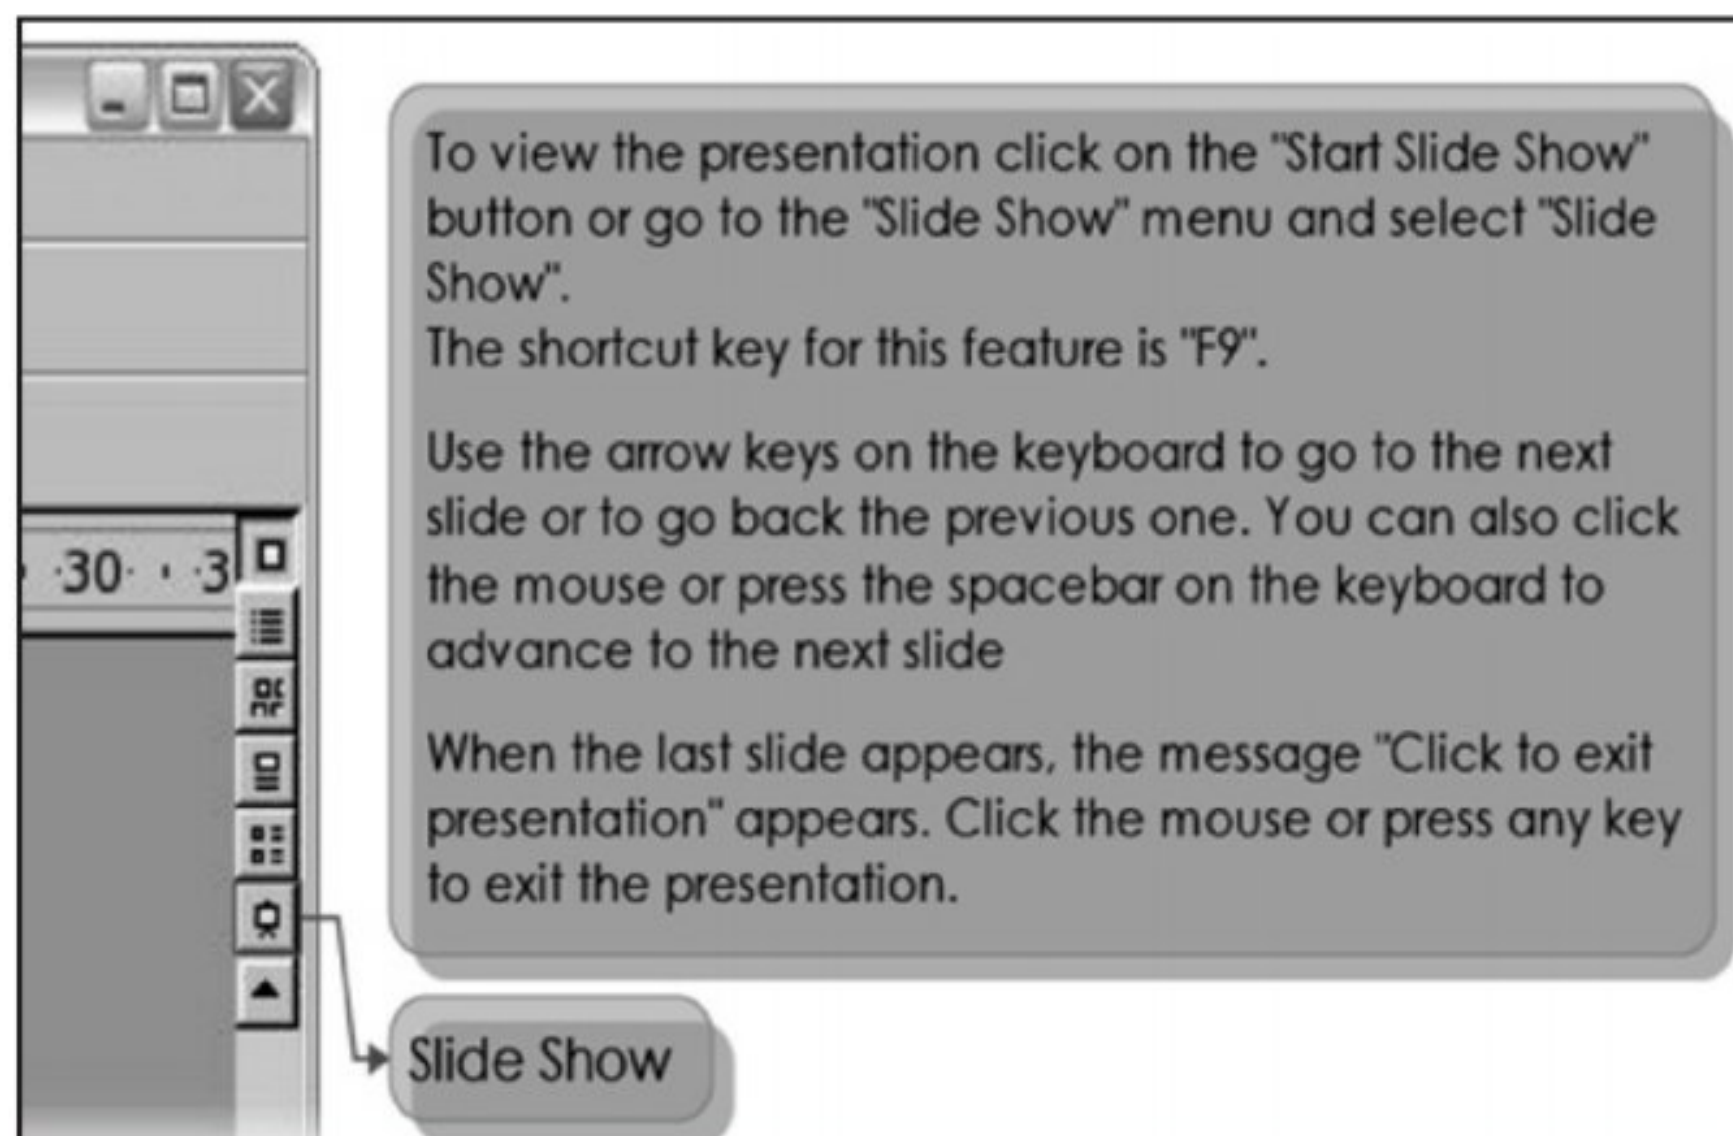 To view the presentation click on the "Start Slide Show"
button or go to the "Slide Show" menu and select "Slide
Show".
The shortcut key for this feature is "F9".
Use the arrow keys on the keyboard to go to the next
slide or to go back the previous one. You can also click
the mouse or press the spacebar on the keyboard to
advance to the next slide
When the last slide appears, the message "Click to exit
presentation" appears. Click the mouse or press any key
to exit the presentation.
30 3
Slide Show